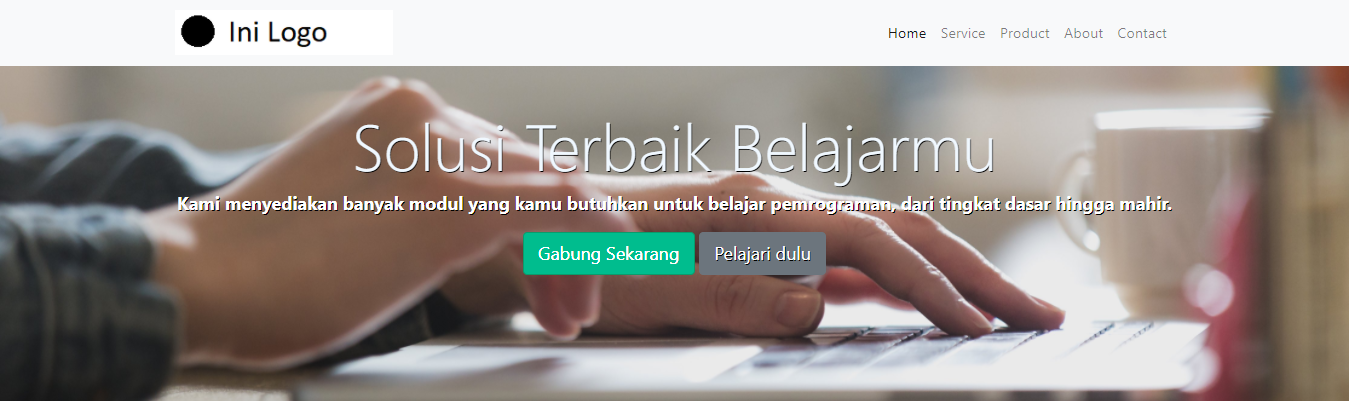 Ini Logo
Home Service Product About Contact
Solusi Terbaik Belajarmu
Kami menyediakan banyak modul yang kamu butuhkan untuk belajar pemrograman, dari tingkat dasar hingga mahir.
Gabung Sekarang Pelajari dulu